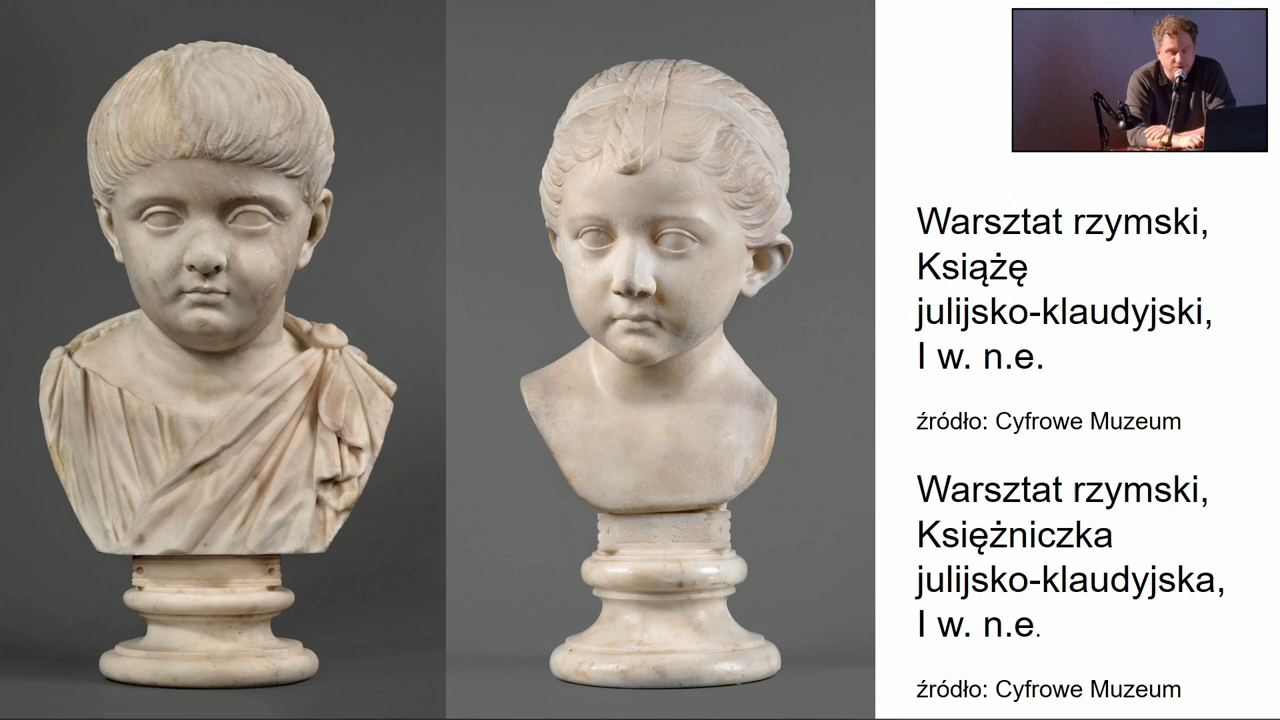 Warsztat rzymski,
Książę
julijsko-klaudyjski,
I w. n.e.
źródło: Cyfrowe Muzeum
Warsztat rzymski,
Księżniczka
julijsko-klaudyjska,
I w. n.e.
źródło: Cyfrowe Muzeum